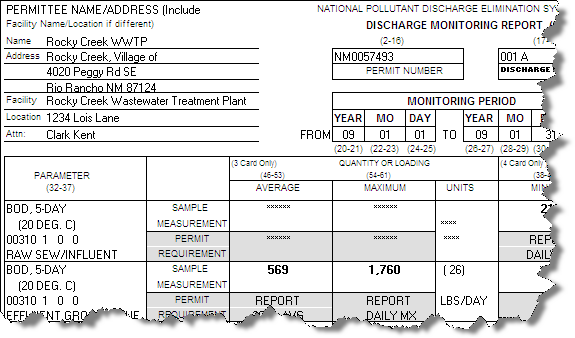 PERMITTEE NAME/ADDRESS (Include
NATIONAL POLLUTANT DISCHARGE ELIMINATION SY
Facility Name/Location if different)
DISCHARGE MONITORING REPORT
Name Rocky Creek WWTP
(2-16) (17-
Address Rocky Creek, Village of
NM0057493 001 A
4020 Peggy Rd SE
PERMIT NUMBER DISCHARGE
Rio Rancho NM 87124
Facility Rocky Creek Wastewater Treatment Plant
MONITORING PERIOD
Location 1234 Lois Lane
YEAR MO DAY YEAR MO
Attn: Clark Kent
FROM 09 01 01 TO 09 01 31
(20-21) (22-23) (24-25) (26-27) (28-29) (30-
(3 Card Only) QUANTITY OR LOADING (4 Card Only)
PARAMETER (46-53) (54-61) (38-
(32-37) AVERAGE MAXIMUM UNITS
BOD, 5-DAY SAMPLE ****** ******
(20 DEG. C) MEASUREMENT ****
00310 1 0 0 PERMIT ****** ******
RAW SEW/INFLUENT REQUIREMENT DAIL
BOD, 5-DAY SAMPLE 569 1,760 (26)
(20 DEG. C) MEASUREMENT
00310 1 0 0 PERMIT REPORT REPORT LBS/DAY
REQUIREMENT DAILY MX